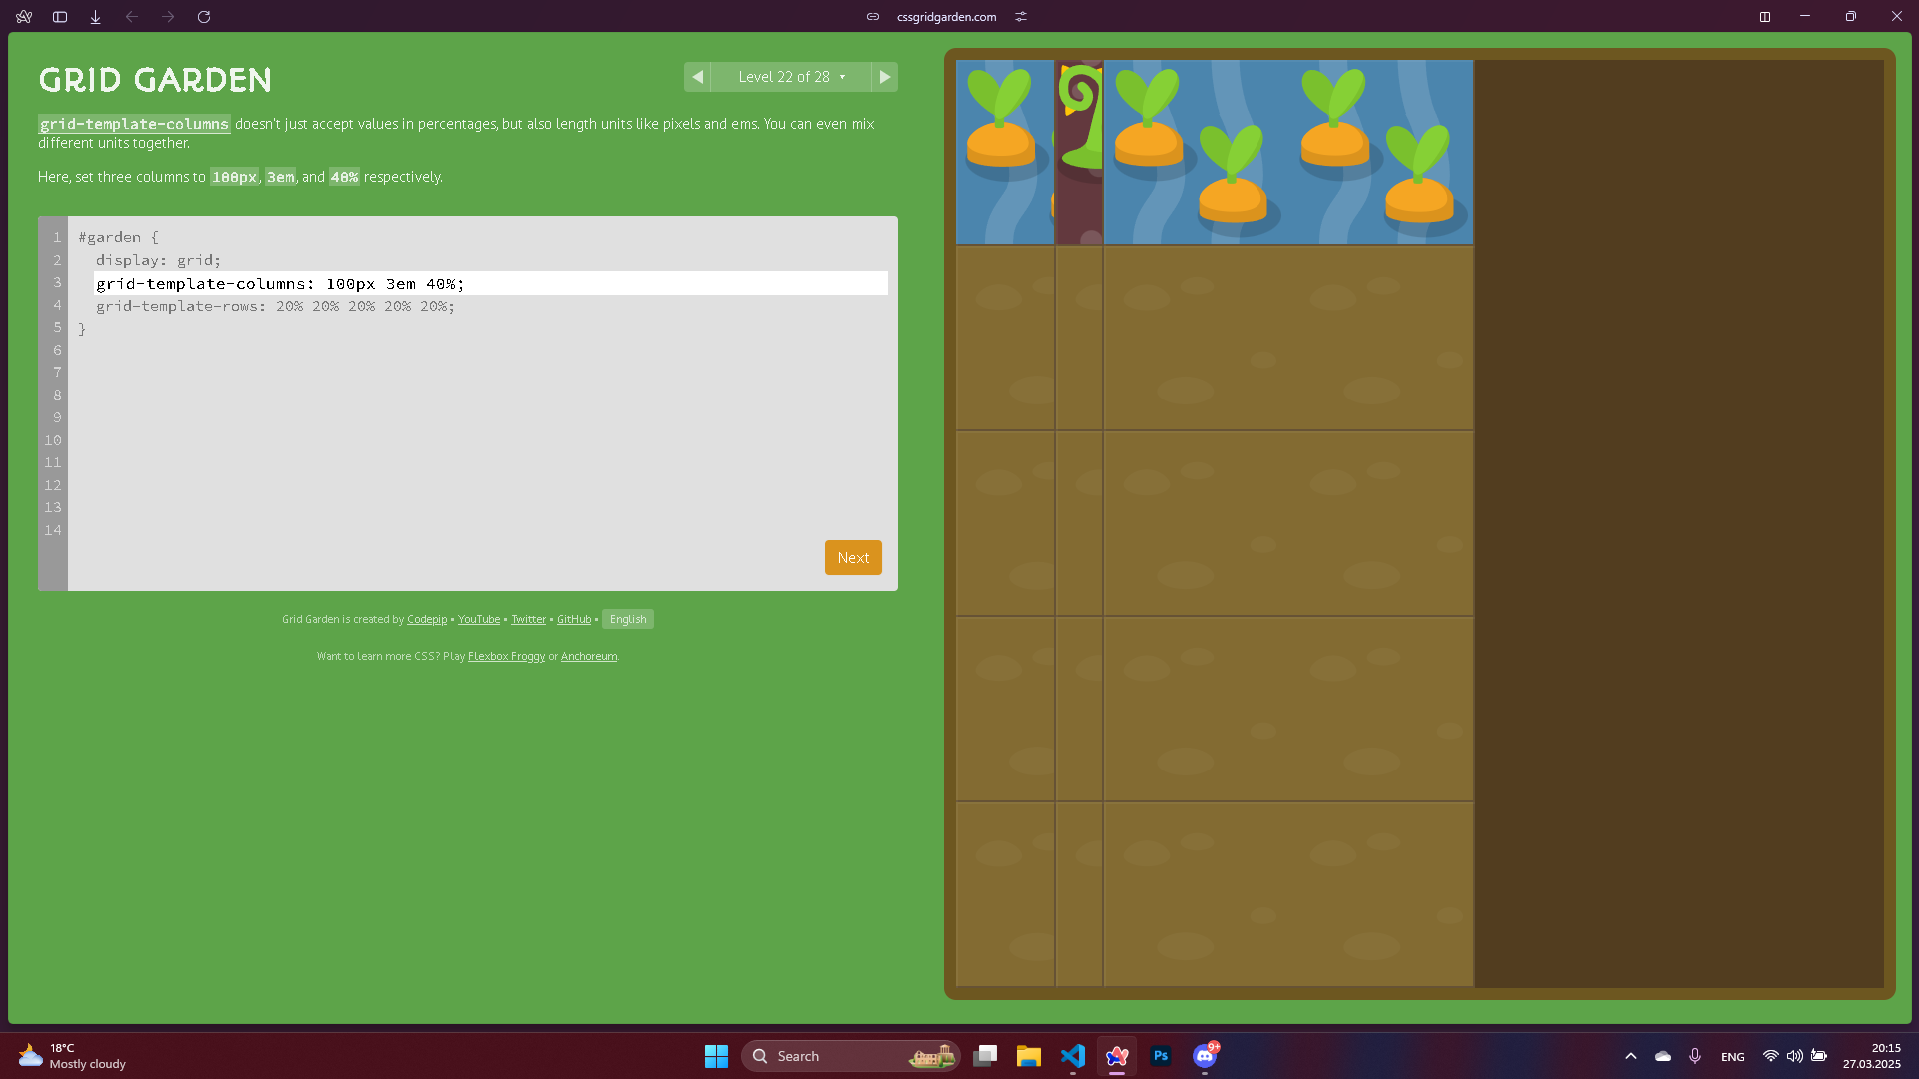 cssgridgarden.com
GRID GARDEN
Level 22 of 28
grid-template-columns doesn't just accept values in percentages, but also length units like pixels and ems. You can even mix
different units together.
Here, set three columns to 100px, 3em, and 40% respectively.
1 #garden {
2 display: grid;
3 grid-template-columns: 100px 3em 40%;
4 grid-template-rows: 20% 20% 20% 20% 20%;
5 }
6
7
8
9
10
11
12
13
14
Next
Grid Garden is created by Codepip • YouTube • Twitter • GitHub • English
Want to learn more CSS? Play Flexbox Froggy or Anchoreum.
18°C
Mostly cloudy
Search
Ps
9+
ENG
20:15
27.03.2025